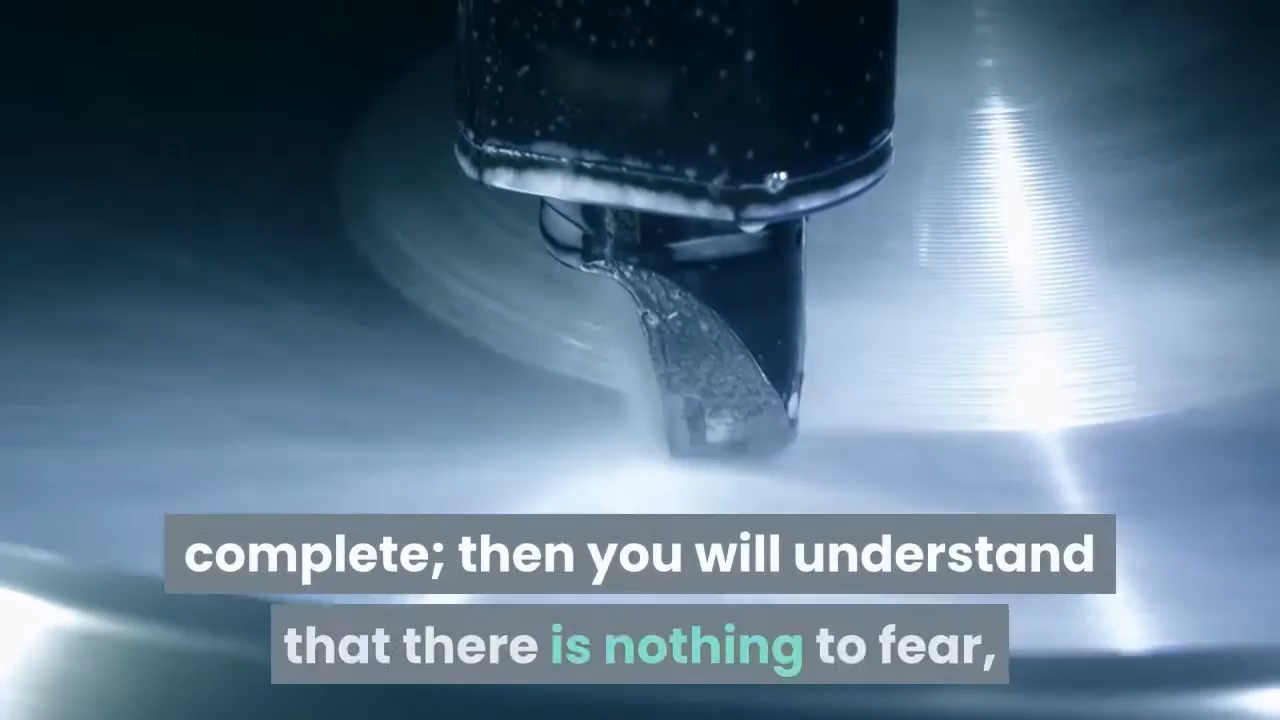 complete; then you will understand
that there is nothing to fear,